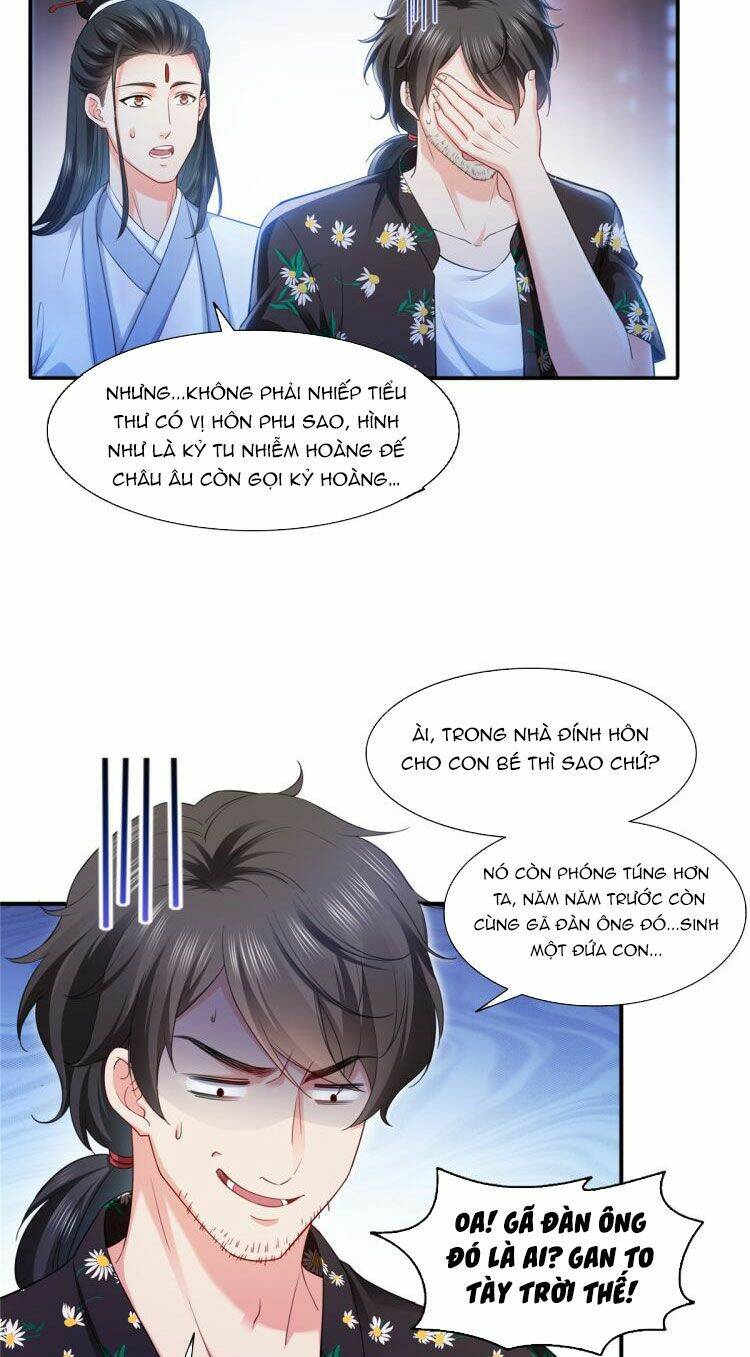 NHƯNG...KHÔNG PHẢI NHIẾP TIỂU
THƯ CÓ VỊ HÔN PHU SAO, HÌNH
NHƯ LÀ KỶ TU NHIỄM HOÀNG ĐẾ
CHÂU ÂU CÒN GỌI KỶ HOÀNG...
ÀI, TRONG NHÀ ĐÍNH HÔN
CHO CON BÉ THÌ SAO CHỨ?
NÓ CÒN PHÓNG TÚNG HƠN
TA, NĂM NĂM TRƯỚC CÒN
CÙNG GÃ ĐÀN ÔNG ĐÓ...SINH
MỘT ĐỨA CON...
OA! GÃ ĐÀN ÔNG
ĐÓ LÀ AI? GAN TO
TÀY TRỜI THẾ!